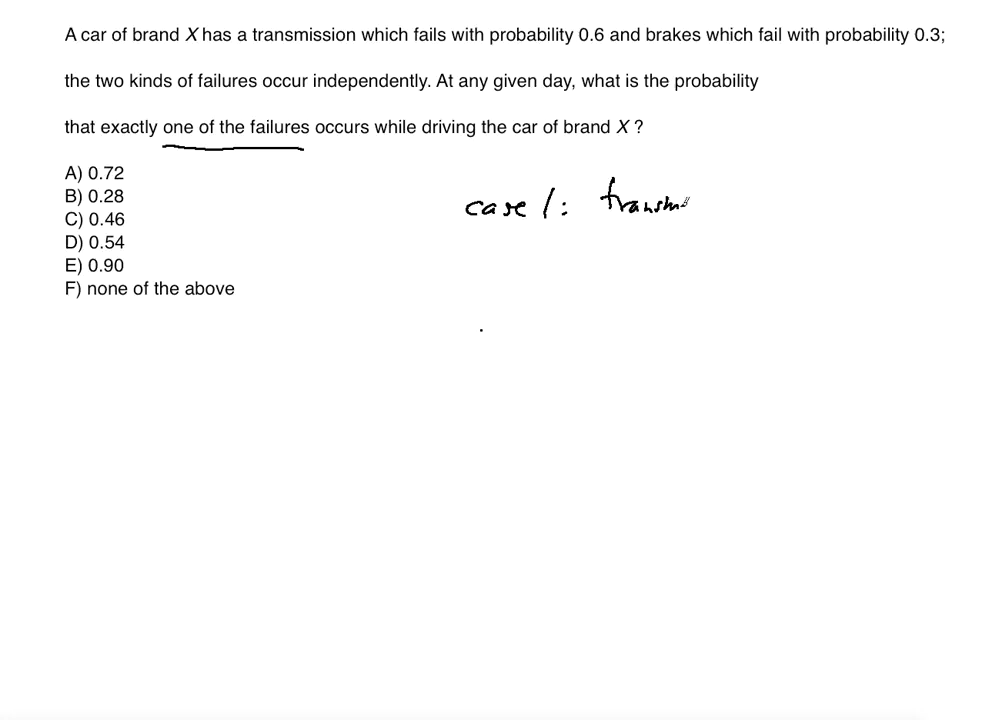 A car of brand X has a transmission which fails with probability 0.6 and brakes which fail with probability 0.3;
the two kinds of failures occur independently. At any given day, what is the probability
that exactly one of the failures occurs while driving the car of brand X ?
A) 0.72
B) 0.28
C) 0.46
D) 0.54
E) 0.90
F) none of the above
case 1: transmi